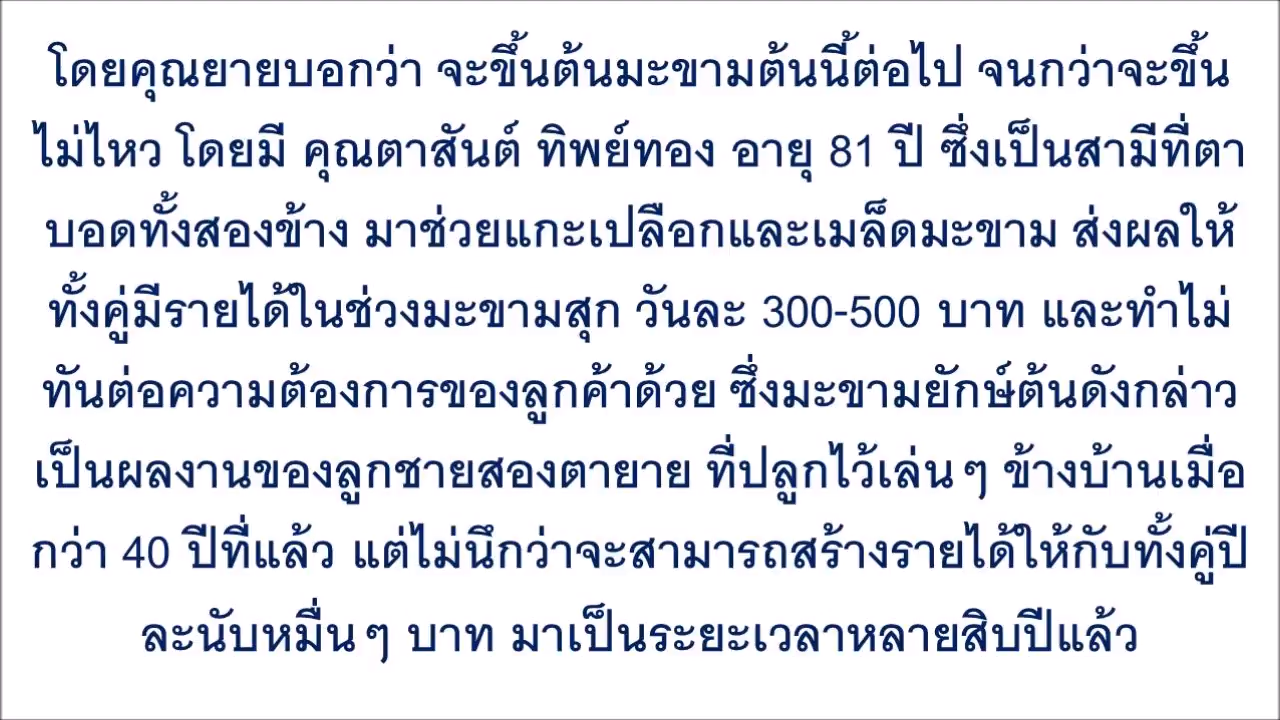 โดยคุณยายบอกว่า จะขึ้นต้นมะขามต้นนี้ต่อไป จนกว่าจะขึ้น
ไม่ไหว โดยมี คุณตาสันต์ ทิพย์ทอง อายุ 81 ปี ซึ่งเป็นสามีที่ตา
บอดทั้งสองข้าง มาช่วยแกะเปลือกและเมล็ดมะขาม ส่งผลให้
ทั้งคู่มีรายได้ในช่วงมะขามสุก วันละ 300-500 บาท และทำไม่
ทันต่อความต้องการของลูกค้าด้วย ซึ่งมะขามยักษ์ต้นดังกล่าว
เป็นผลงานของลูกชายสองตายาย ที่ปลูกไว้เล่นๆ ข้างบ้านเมื่อ
กว่า 40 ปีที่แล้ว แต่ไม่นึกว่าจะสามารถสร้างรายได้ให้กับทั้งคู่ปี
ละนับหมื่นๆ บาท มาเป็นระยะเวลาหลายสิบปีแล้ว